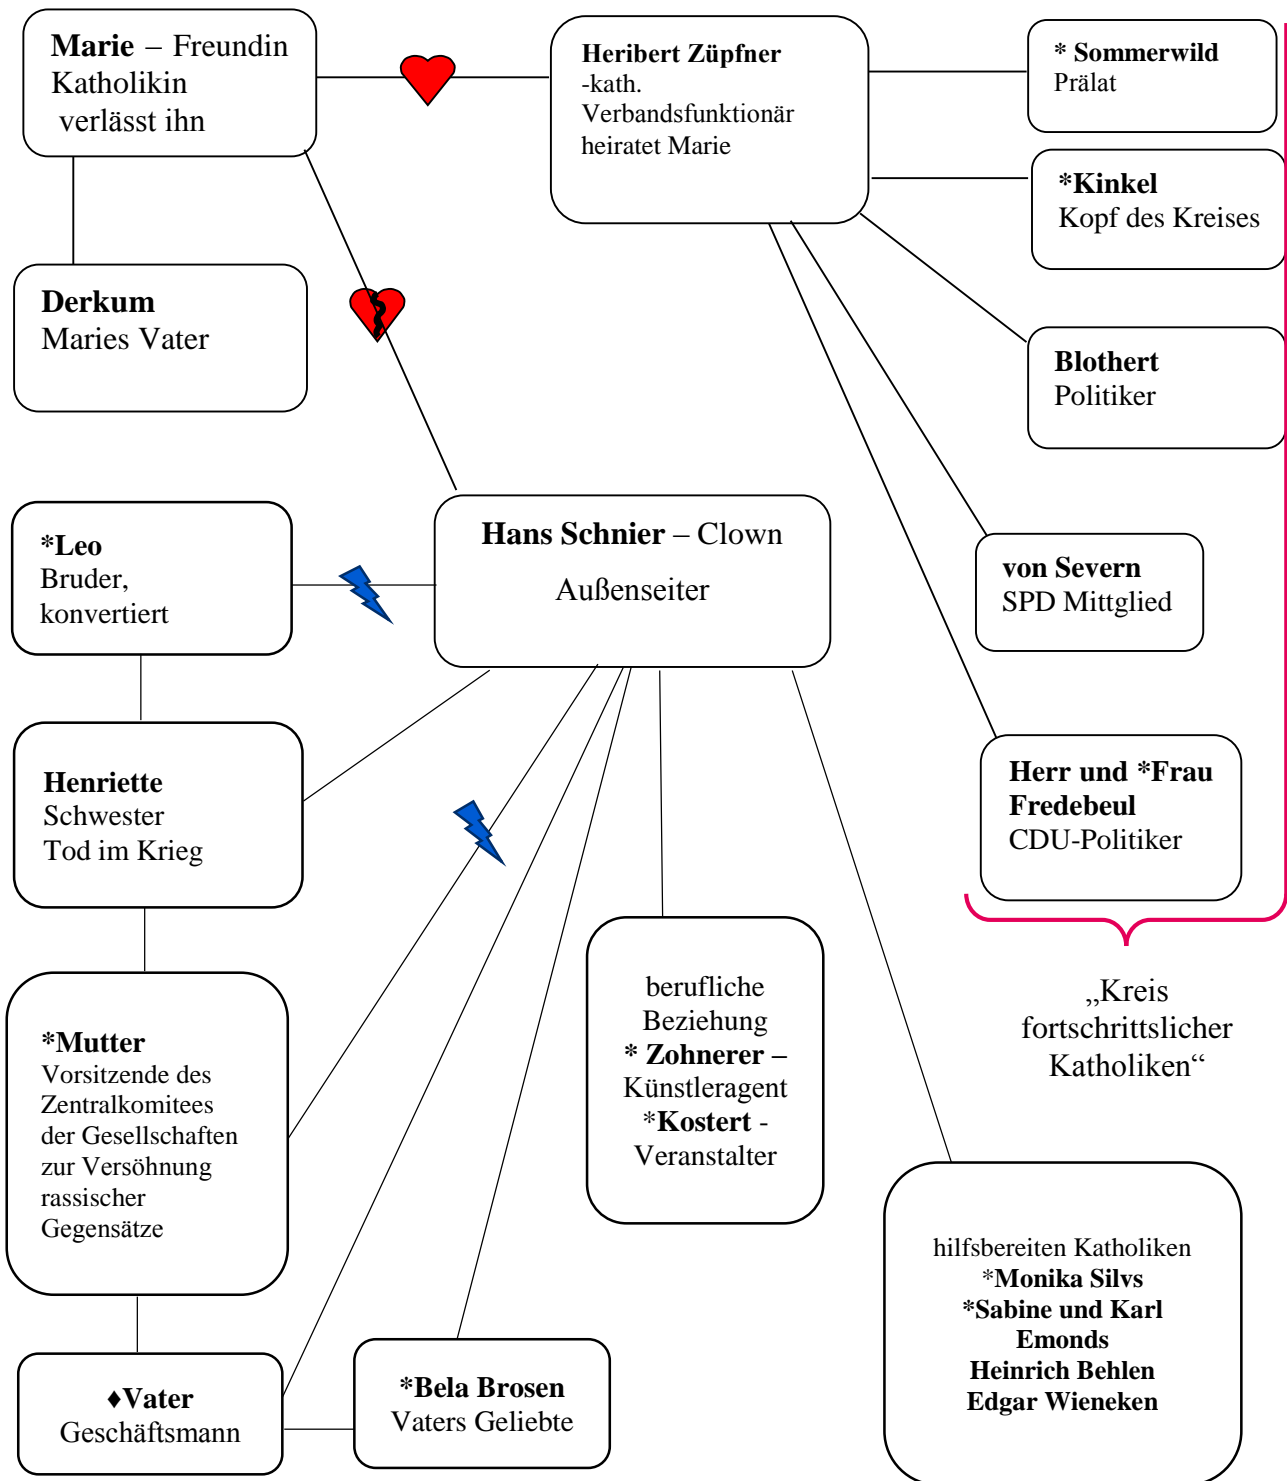 Marie – Freundin
Katholikin
verlässt ihn
Heribert Züpfner
-kath.
Verbandsfunktionär
heiratet Marie
* Sommerwild
Prälat
*Kinkel
Kopf des Kreises
Derkum
Maries Vater
Blothert
Politiker
*Leo
Bruder,
konvertiert
Hans Schnier – Clown
Außenseiter
von Severn
SPD Mittglied
Henriette
Schwester
Tod im Krieg
Herr und *Frau
Fredebeul
CDU-Politiker
„Kreis
fortschrittslicher
Katholiken“
*Mutter
Vorsitzende des
Zentralkomitees
der Gesellschaften
zur Versöhnung
rassischer
Gegensätze
berufliche
Beziehung
* Zohnerer –
Künstleragent
*Kostert -
Veranstalter
hilfsbereiten Katholiken
*Monika Silvs
*Sabine und Karl
Emonds
Heinrich Behlen
Edgar Wieneken
♦Vater
Geschäftsmann
*Bela Brosen
Vaters Geliebte